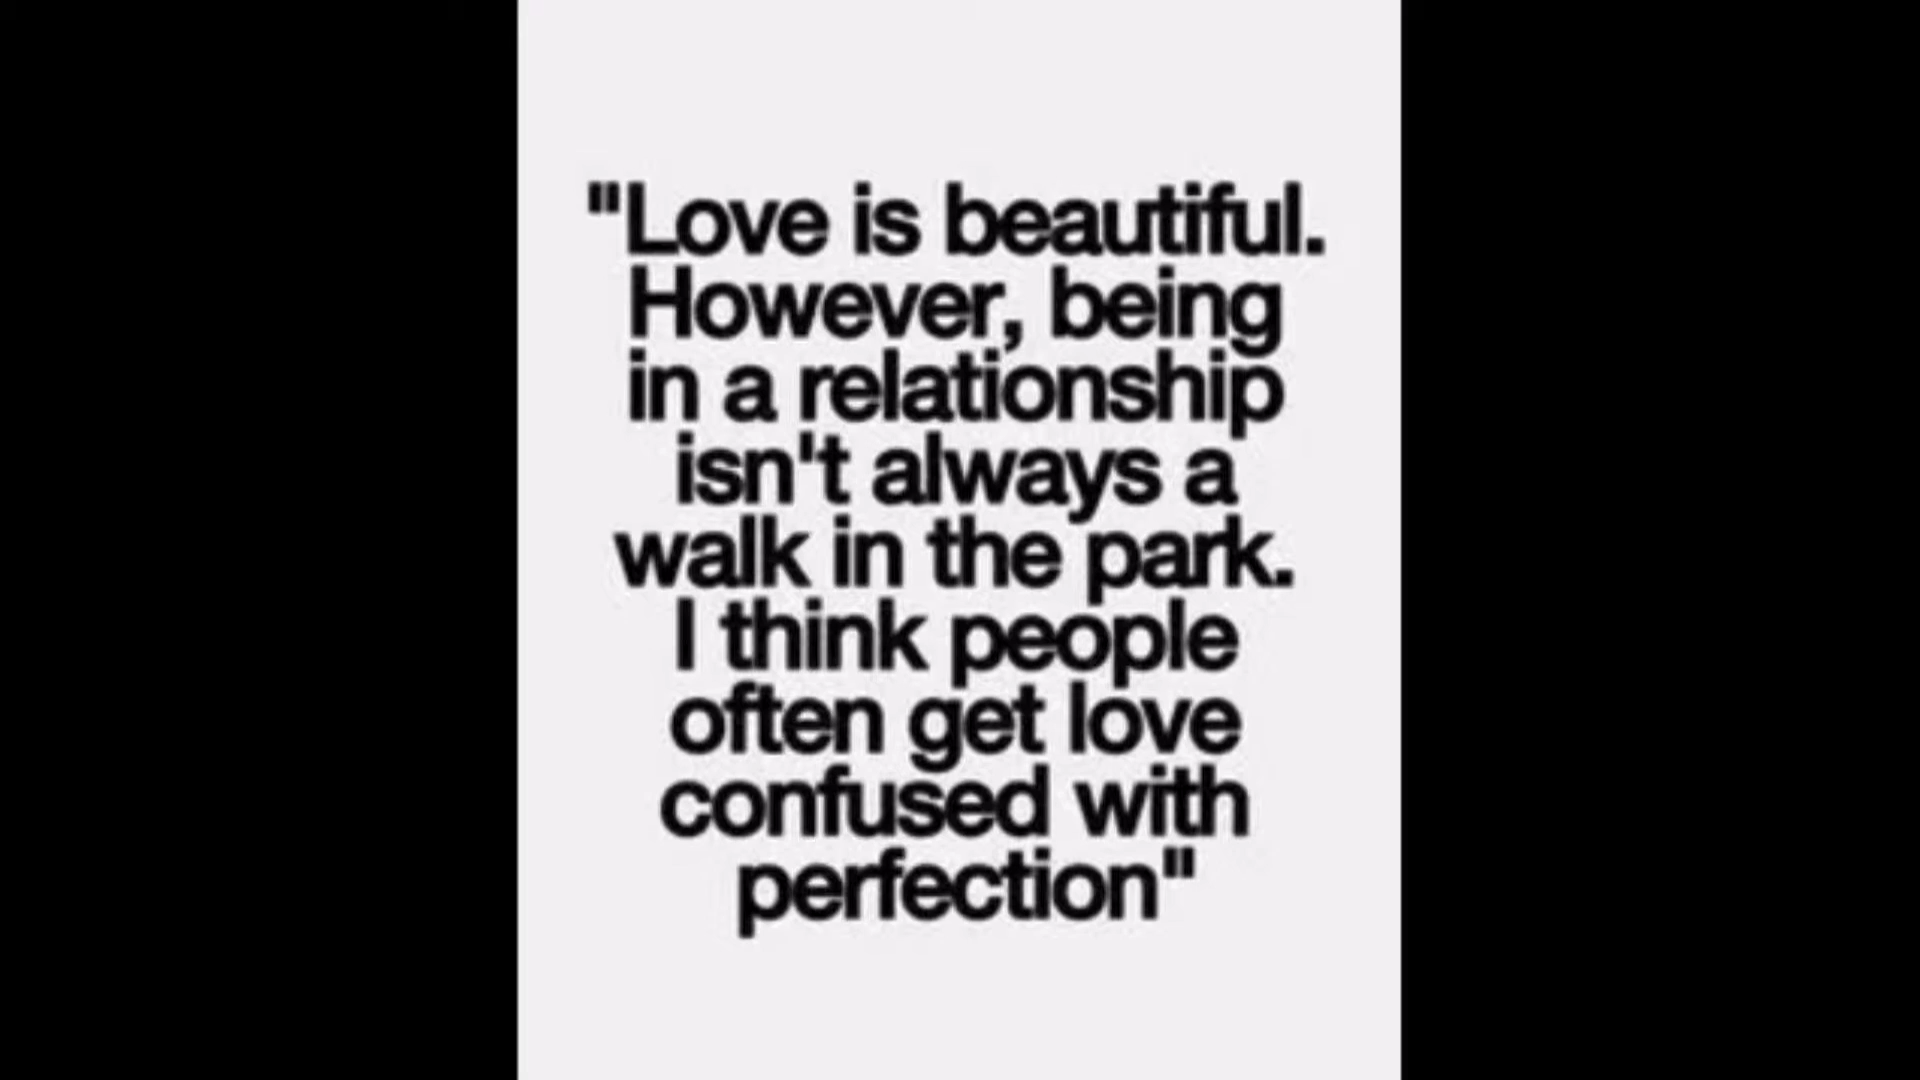 "Love is beautiful.
However, being
in a relationship
isn't always a
walk in the park.
I think people
often get love
confused with
perfection"